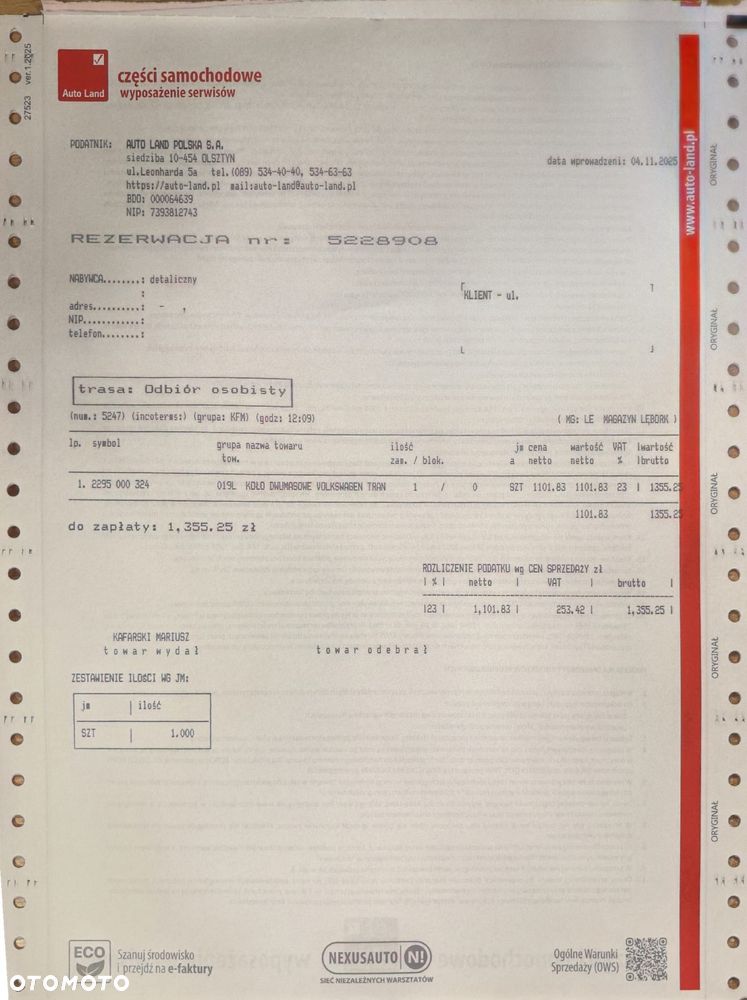 27523 ver.1.2025
Auto Land
części samochodowe
wyposażenie serwisów
PODATNIK: AUTO LAND POLSKA S.A.
siedziba 10-454 OLSZTYN
ul.Leonharda 5a tel.(089) 534-40-40, 534-63-63
https://auto-land.pl mail:auto-land@auto-land.pl
BDO: 000064639
NIP: 7393812743
data wprowadzeni: 04.11.2025
www.auto-land.pl
ORYGINAŁ
REZERWACJA nr: 5228908
NABYWCA........: detaliczny
:
adres..........: - ,
NIP............:
telefon........:
KLIENT - ul.
ORYGINAŁ
trasa: Odbiór osobisty
(num.: 5247) (incoterms:) (grupa: KFM) (godz: 12:09)
( MG: LE MAGAZYN LĘBORK )
lp. symbol grupa nazwa towaru ilość jm cena wartość VAT |wartość
tow. zam. / blok. a netto netto % |brutto
1. 2295 000 324 019L KOŁO DWUMASOWE VOLKSWAGEN TRAN 1 / 0 SZT 1101.83 1101.83 23 | 1355.25
1101.83 1355.25
ORYGINAŁ
do zapłaty: 1,355.25 zł
ROZLICZENIE PODATKU wg CEN SPRZEDAŻY zł
| % | netto | VAT | brutto |
|23 | 1,101.83 | 253.42 | 1,355.25 |
KAFARSKI MARIUSZ
towar wydał towar odebrał
ORYGINAŁ
ZESTAWIENIE ILOŚCI WG JM:
jm | ilość
SZT | 1.000
ORYGINAŁ
ECO
Szanuj środowisko
i przejdź na e-faktury
NEXUSAUTO N!
SIEĆ NIEZALEŻNYCH WARSZTATÓW
Ogólne Warunki
Sprzedaży (OWS)
OTOMOTO